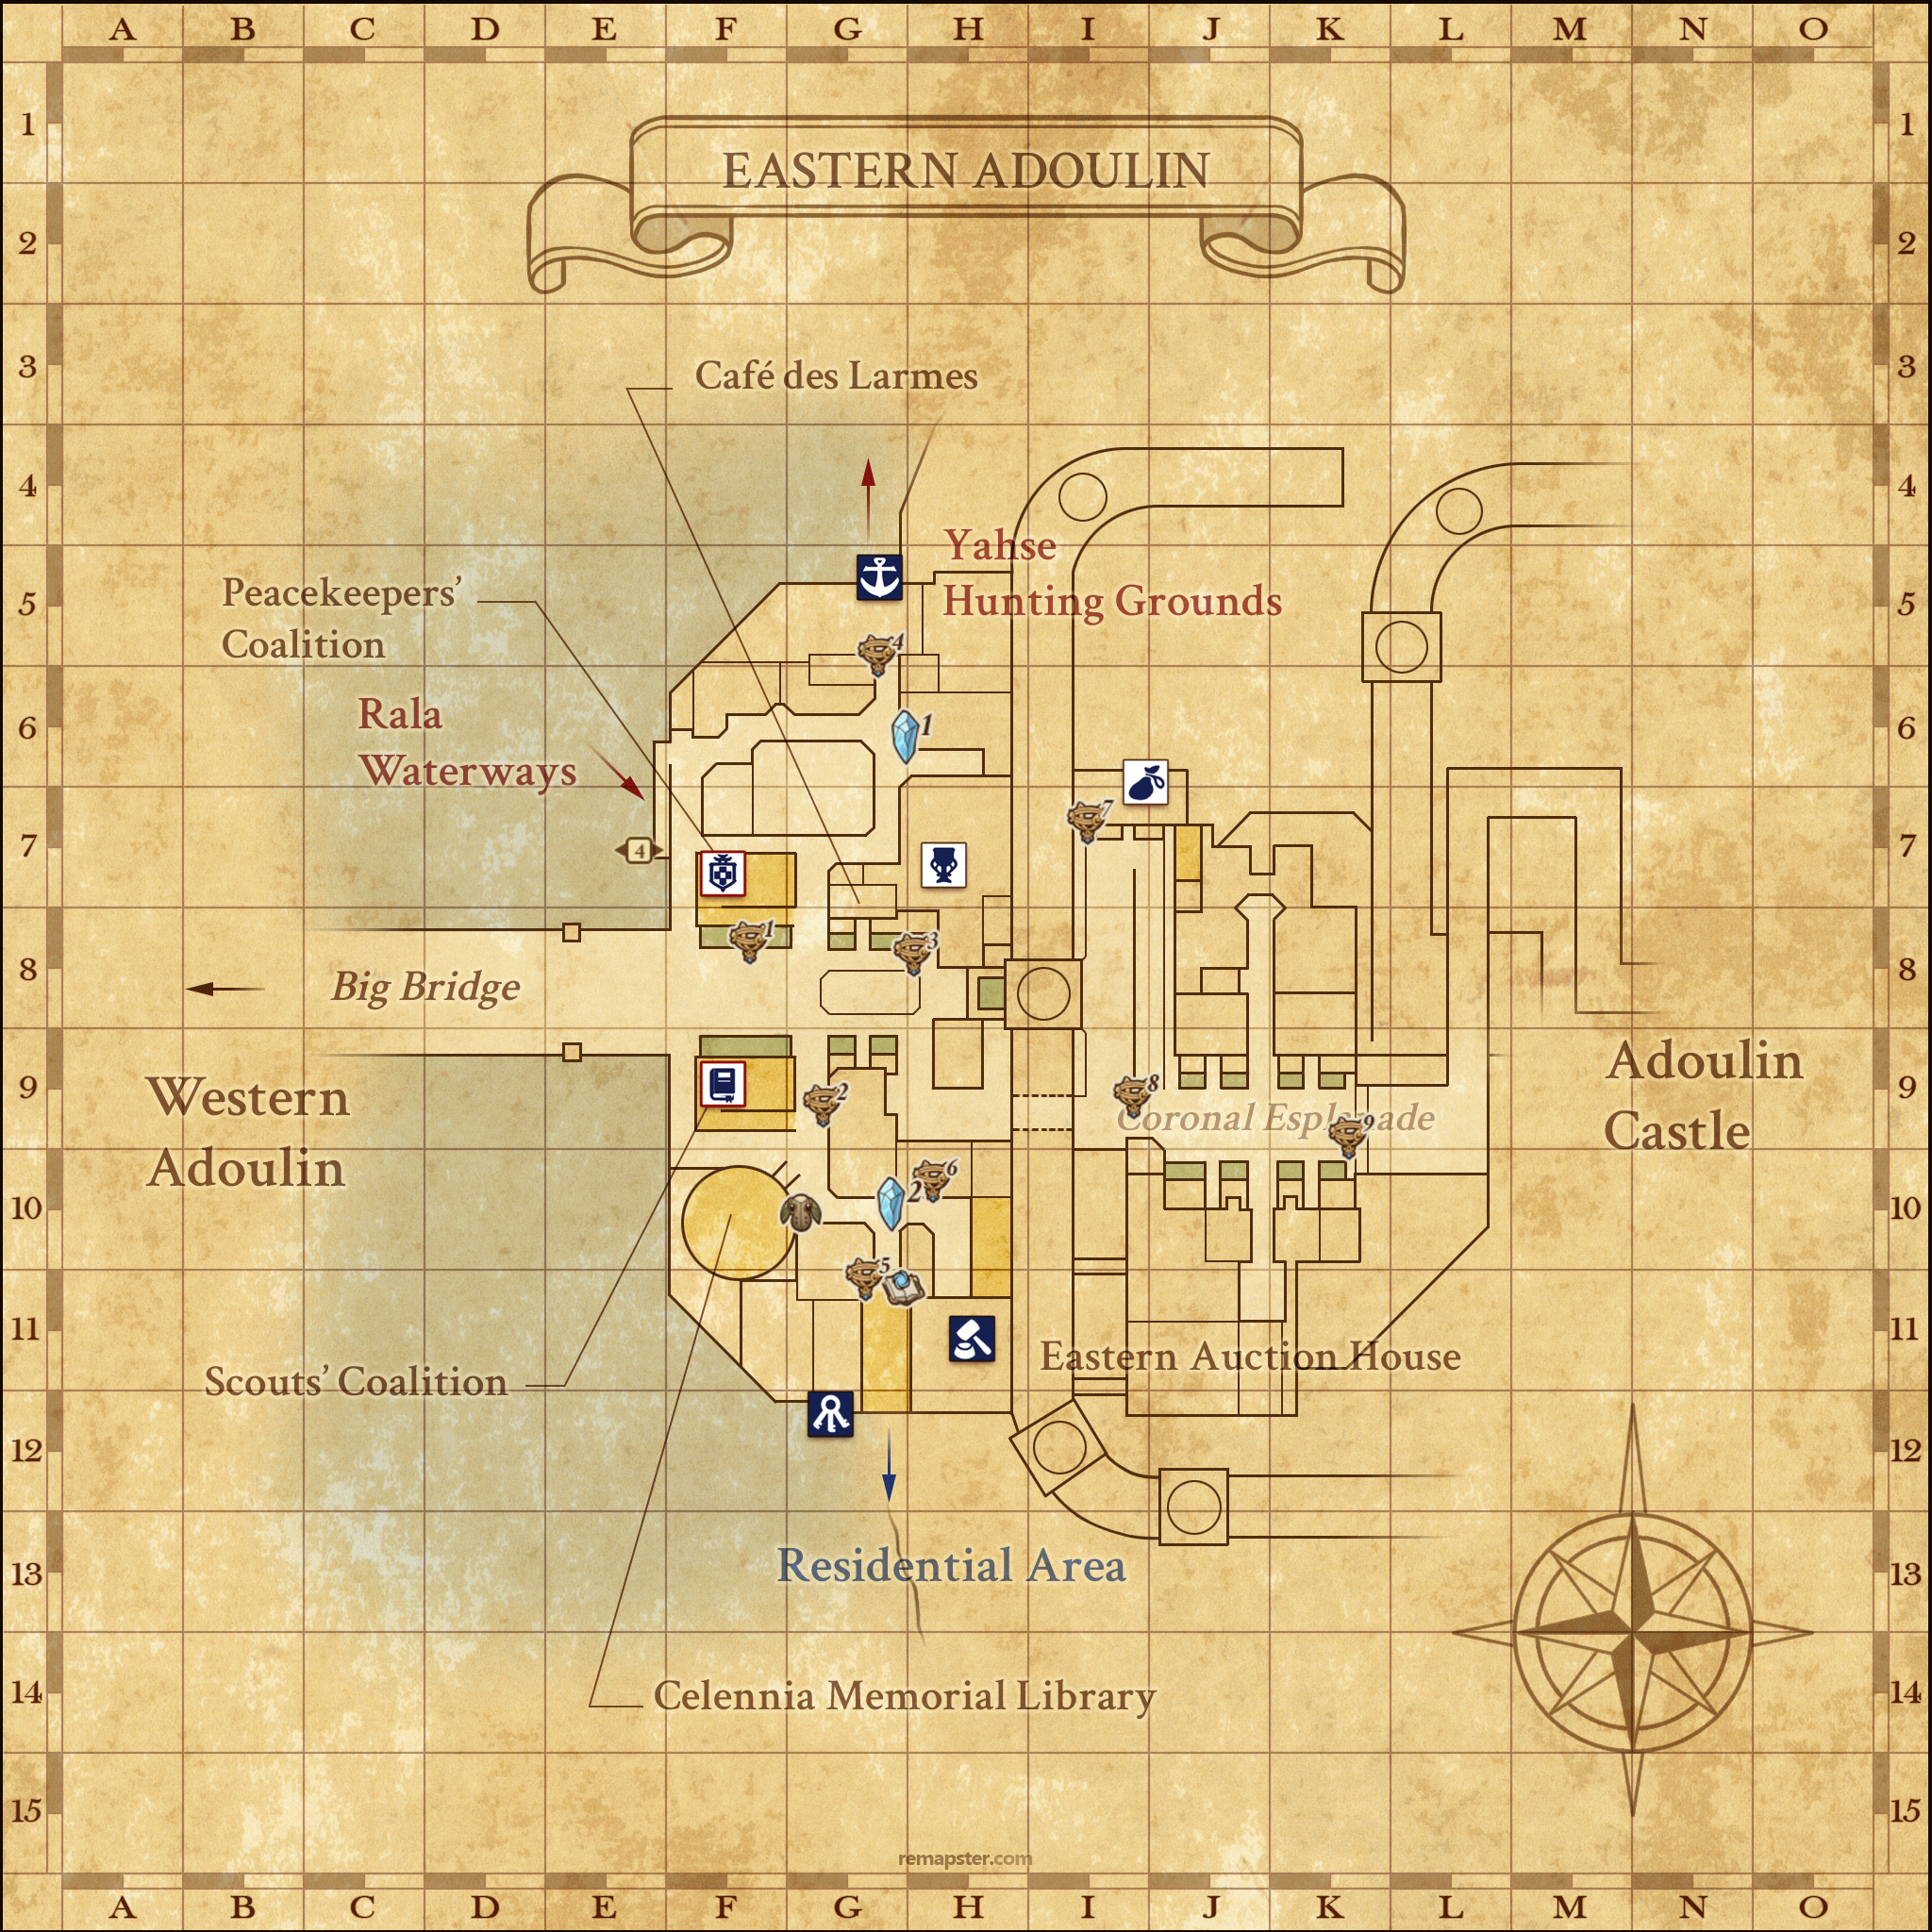 A B C D E F G H I J K L M N O
EASTERN ADOULIN
1 1
2 2
3 3
4 4
5 5
6 6
7 7
8 8
9 9
10 10
11 11
12 12
13 13
14 14
15 15
Café des Larmes
Yahse
Hunting Grounds
Peacekeepers’
Coalition
4
Rala
Waterways
1
7
4
1
3
Big Bridge
Western
Adoulin
2
8
Coronal Esplanade
9
Adoulin
Castle
6
2
5
Eastern Auction House
Scouts’ Coalition
Residential Area
Celennia Memorial Library
remapster.com
A B C D E F G H I J K L M N O